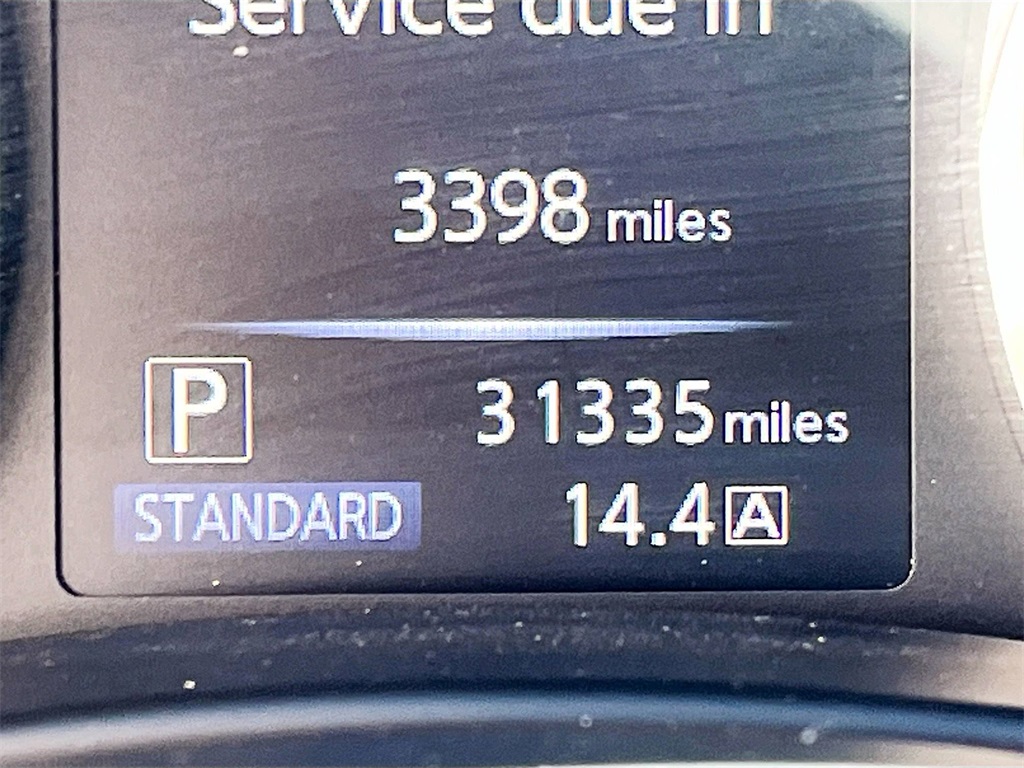 Service due in
3398 miles
P 31335 miles
STANDARD 14.4 A